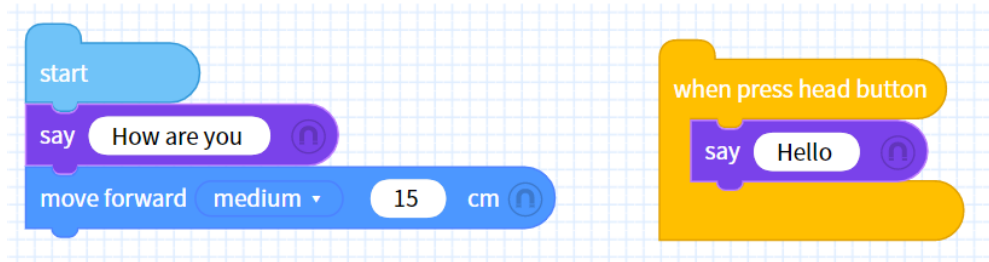 start
say How are you
move forward medium 15 cm
when press head button
say Hello